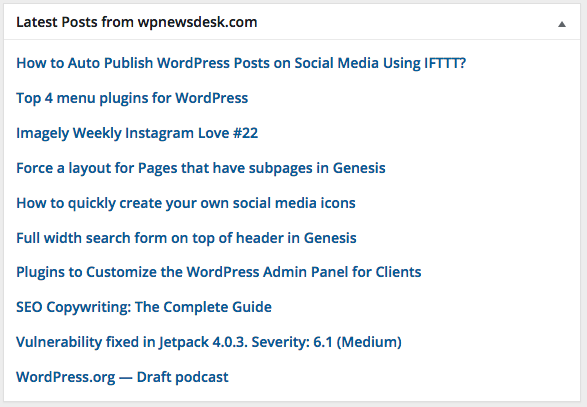 Latest Posts from wpnewsdesk.com
How to Auto Publish WordPress Posts on Social Media Using IFTTT?
Top 4 menu plugins for WordPress
Imagely Weekly Instagram Love #22
Force a layout for Pages that have subpages in Genesis
How to quickly create your own social media icons
Full width search form on top of header in Genesis
Plugins to Customize the WordPress Admin Panel for Clients
SEO Copywriting: The Complete Guide
Vulnerability fixed in Jetpack 4.0.3. Severity: 6.1 (Medium)
WordPress.org — Draft podcast